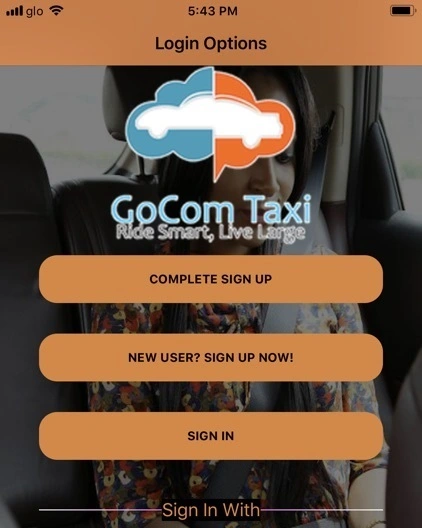 glo 5:43 PM
Login Options
GoCom Taxi
Ride Smart, Live Large
COMPLETE SIGN UP
NEW USER? SIGN UP NOW!
SIGN IN
Sign In With